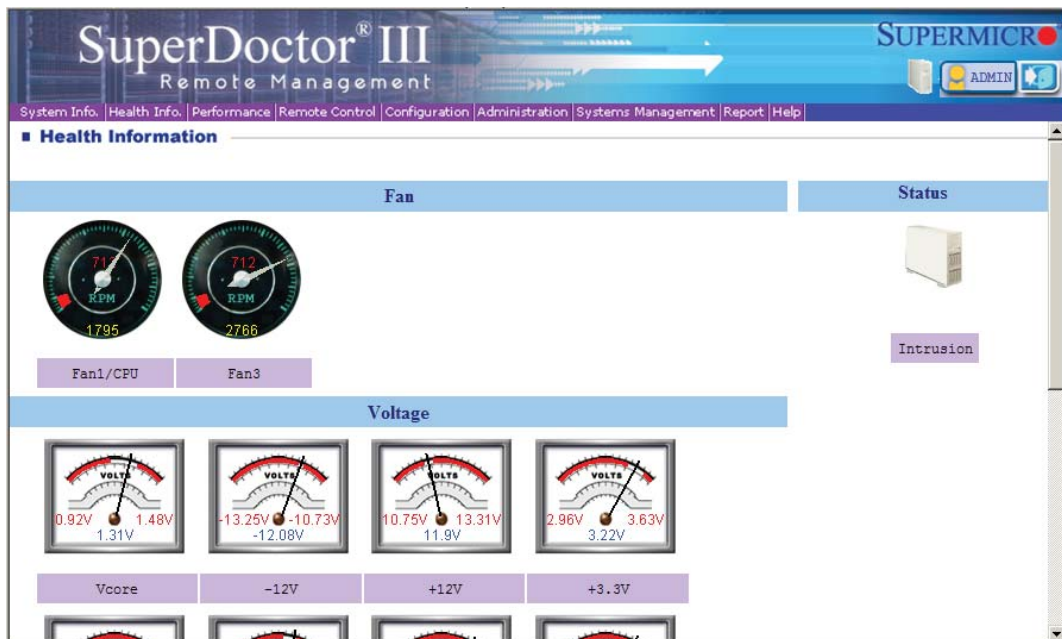 SuperDoctor® III
Remote Management
SUPERMICR
ADMIN
System Info. Health Info. Performance Remote Control Configuration Administration Systems Management Report Help
Health Information
Fan Status
712 712
RPM RPM
1795 2766
Intrusion
Fan1/CPU Fan3
Voltage
VOLTS VOLTS VOLTS VOLTS
0.92V 1.48V -13.25V -10.73V 10.75V 13.31V 2.96V 3.63V
1.31V -12.08V 11.9V 3.22V
Vcore -12V +12V +3.3V